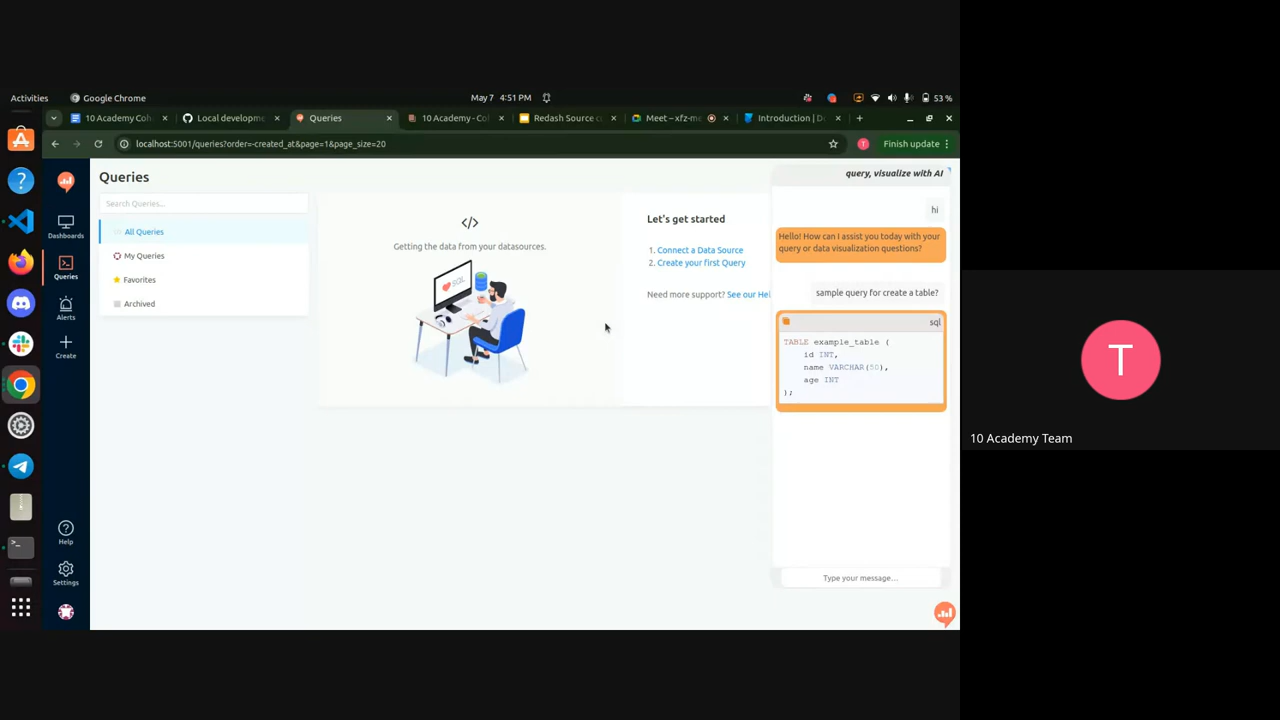 Activities
Google Chrome
May 7 4:51 PM
53 %
10 Academy Coh
Local developm
Queries
10 Academy - Co
Redash Source c
Meet – xfz-m
Introduction | D
localhost:5001/queries?order=-created_at&page=1&page_size=20
T
Finish update
Queries
Search Queries...
All Queries
My Queries
Favorites
Archived
Dashboards
Queries
Alerts
Create
Help
Settings
</>
Getting the data from your datasources.
SQL
Let's get started
1. Connect a Data Source
2. Create your first Query
Need more support? See our Hel
query, visualize with AI
hi
Hello! How can I assist you today with your
query or data visualization questions?
sample query for create a table?
sql
TABLE example_table (
id INT,
name VARCHAR(50),
age INT
);
Type your message...
T
10 Academy Team